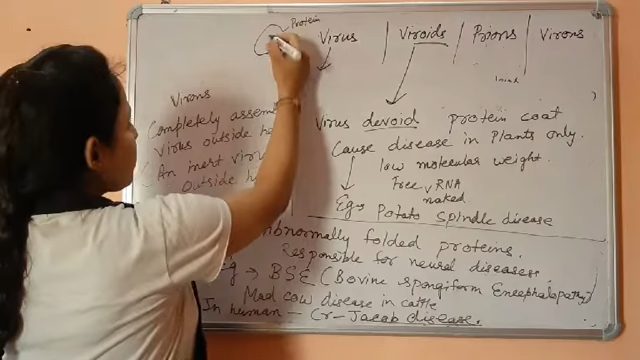 Protein
Virus | Viroids | Prions | Virons
Virons
Completely assem
Virus outside ho
(An inert viru
Outside h
Virus devoid protein coat
Cause disease in Plants only.
low molecular weight.
Free naked RNA
Eg → Potato Spindle disease
Abnormally folded proteins.
Responsible for neural diseases
Eg → BSE (Bovine spongiform Encephalopathy)
Mad cow disease in cattle
In human — Cr-Jacob disease.